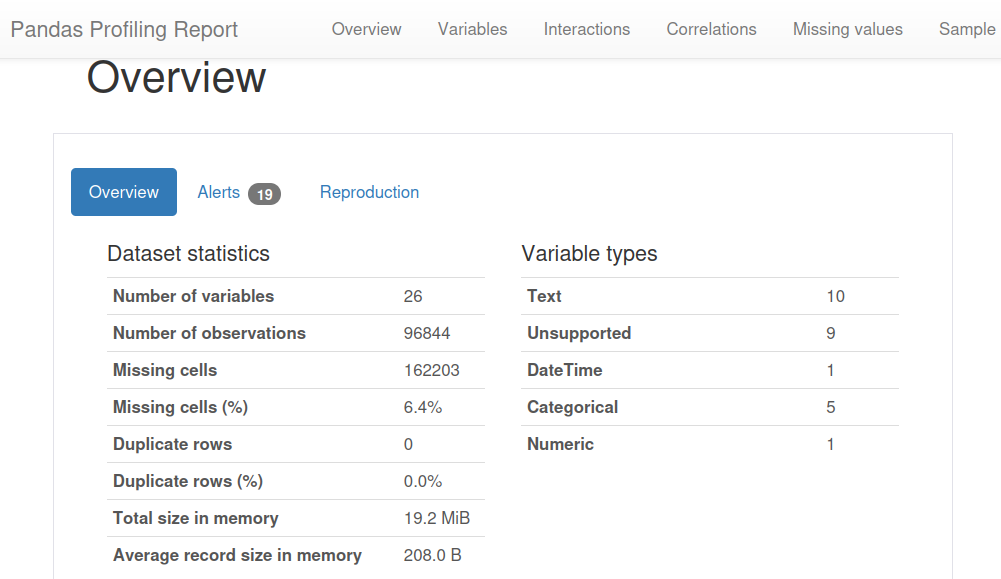 Pandas Profiling Report Overview Variables Interactions Correlations Missing values Sample
Overview
Overview Alerts 19 Reproduction
Dataset statistics
Number of variables 26
Number of observations 96844
Missing cells 162203
Missing cells (%) 6.4%
Duplicate rows 0
Duplicate rows (%) 0.0%
Total size in memory 19.2 MiB
Average record size in memory 208.0 B
Variable types
Text 10
Unsupported 9
DateTime 1
Categorical 5
Numeric 1